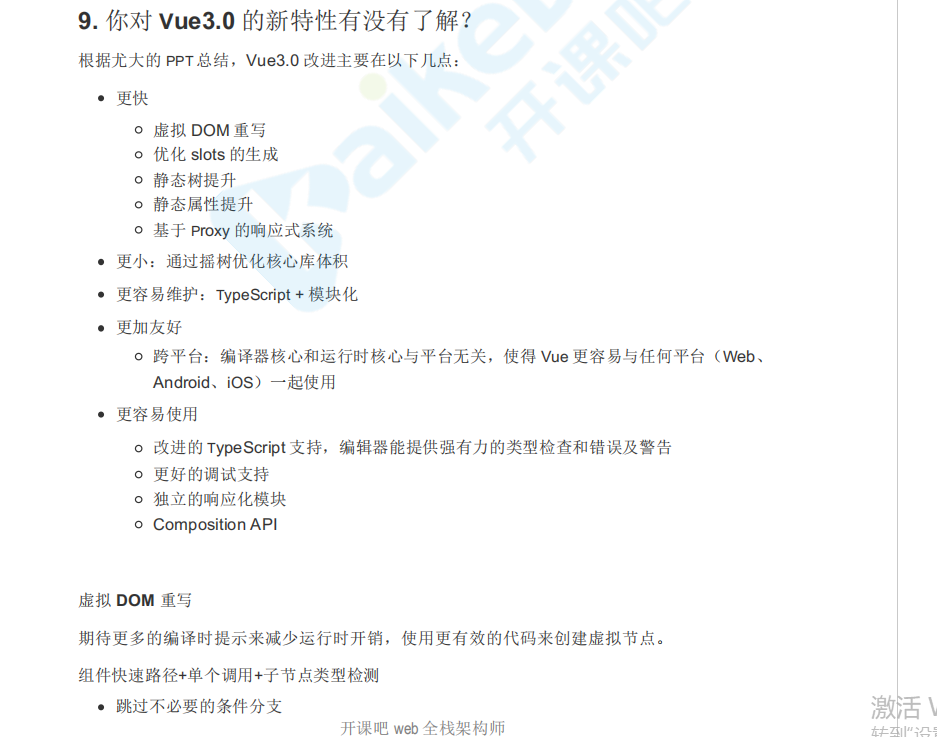 9. 你对 Vue3.0 的新特性有没有了解？
根据尤大的 PPT 总结，Vue3.0 改进主要在以下几点：
更快
虚拟 DOM 重写
优化 slots 的生成
静态树提升
静态属性提升
基于 Proxy 的响应式系统
更小：通过摇树优化核心库体积
更容易维护：TypeScript + 模块化
更加友好
跨平台：编译器核心和运行时核心与平台无关，使得 Vue 更容易与任何平台（Web、
Android、iOS）一起使用
更容易使用
改进的 TypeScript 支持，编辑器能提供强有力的类型检查和错误及警告
更好的调试支持
独立的响应化模块
Composition API
虚拟 DOM 重写
期待更多的编译时提示来减少运行时开销，使用更有效的代码来创建虚拟节点。
组件快速路径+单个调用+子节点类型检测
跳过不必要的条件分支
开课吧 web 全栈架构师
Kaikeba
开课吧
激活
转到"设置